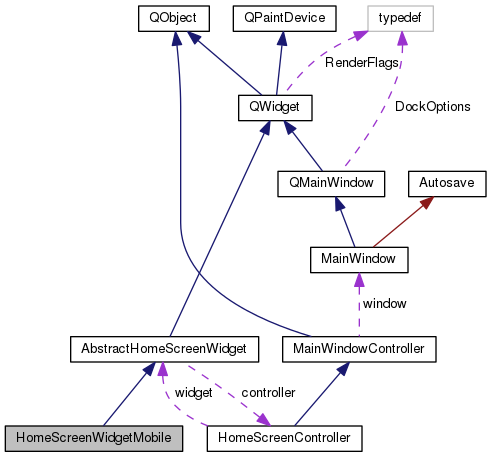 QObject
QPaintDevice
typedef
RenderFlags
QWidget
DockOptions
QMainWindow
Autosave
MainWindow
window
AbstractHomeScreenWidget
MainWindowController
widget
controller
HomeScreenWidgetMobile
HomeScreenController